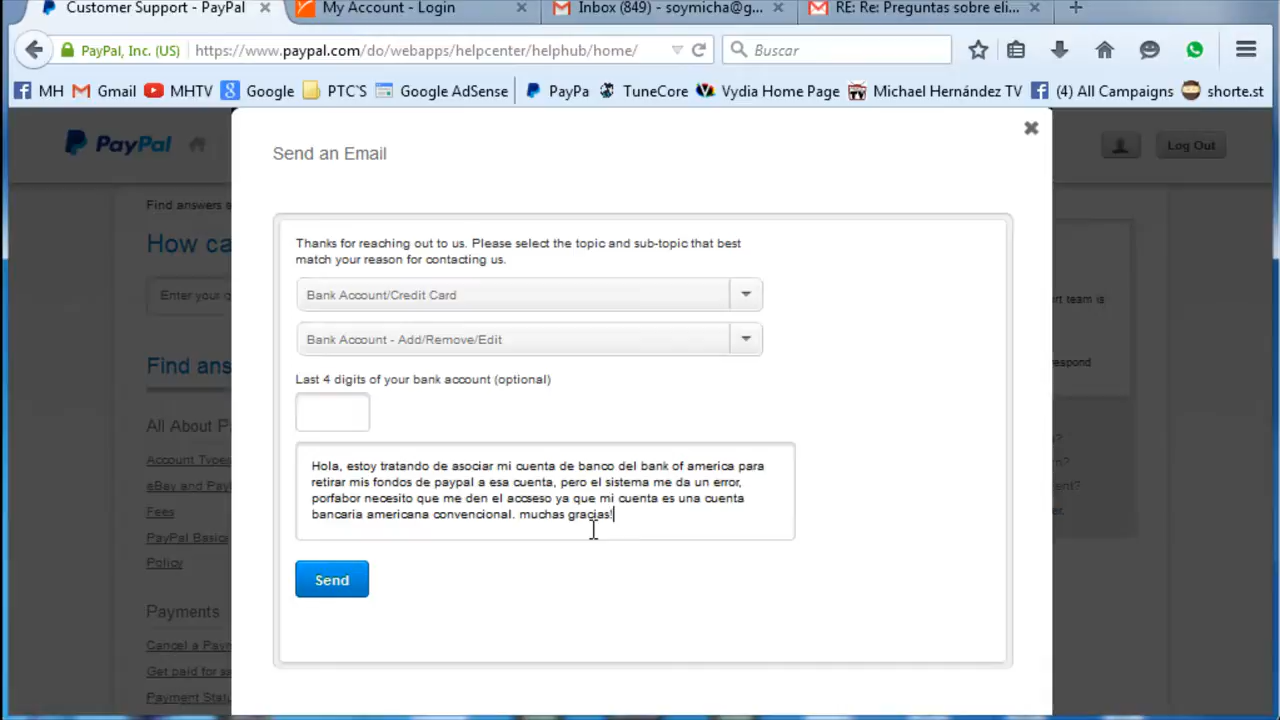 Customer Support - PayPal
My Account - Login
Inbox (849) - soymicha@g...
RE: Re: Preguntas sobre eli...
PayPal, Inc. (US)
https://www.paypal.com/do/webapps/helpcenter/helphub/home/
Buscar
MH
Gmail
MHTV
Google
PTC`S
Google AdSense
PayPa
TuneCore
Vydia Home Page
Michael Hernández TV
(4) All Campaigns
shorte.st
PayPal
Log Out
Send an Email
Find answers a
How ca
Enter your q
Find ans
All About P
Account Types
eBay and PayP
Fees
PayPal Basics
Policy
Payments
Cancel a Paym
Get paid for s
Payment Statu
Thanks for reaching out to us. Please select the topic and sub-topic that best
match your reason for contacting us.
Bank Account/Credit Card
Bank Account - Add/Remove/Edit
Last 4 digits of your bank account (optional)
Hola, estoy tratando de asociar mi cuenta de banco del bank of america para
retirar mis fondos de paypal a esa cuenta, pero el sistema me da un error,
porfabor necesito que me den el accseso ya que mi cuenta es una cuenta
bancaria americana convencional. muchas gracias!
Send
rt team is
espond